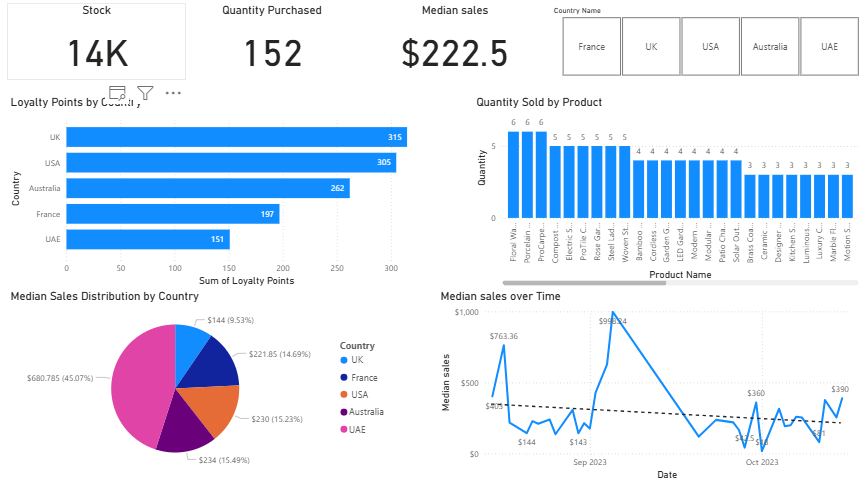 Stock
14K
Quantity Purchased
152
Median sales
$222.5
Country Name
France
UK
USA
Australia
UAE
Loyalty Points by
Country
UK
USA
Australia
France
UAE
315
305
262
197
151
0
50
100
150
200
250
300
Sum of Loyalty Points
Quantity Sold by Product
Quantity
5
0
6
6
6
5
5
5
5
5
5
4
4
4
4
4
4
4
4
3
3
3
3
3
3
3
3
Floral Wa...
Porcelain ...
ProCarpe...
Compost ...
Electric S...
ProTile C...
Rose Gar...
Steel Lad...
Woven St...
Bamboo ...
Cordless ...
Garden G...
LED Gard...
Modern ...
Modular ...
Patio Cha...
Solar Out...
Brass Coa...
Ceramic ...
Designer ...
Kitchen S...
Luminous...
Luxury C...
Marble Fl...
Motion S...
Product Name
Median Sales Distribution by Country
$144 (9.53%)
$221.85 (14.69%)
$230 (15.23%)
$234 (15.49%)
$680.785 (45.07%)
Country
UK
France
USA
Australia
UAE
Median sales over Time
Median sales
$1,000
$500
$0
$403
$763.36
$144
$143
$360
$390
Sep 2023
Oct 2023
Date